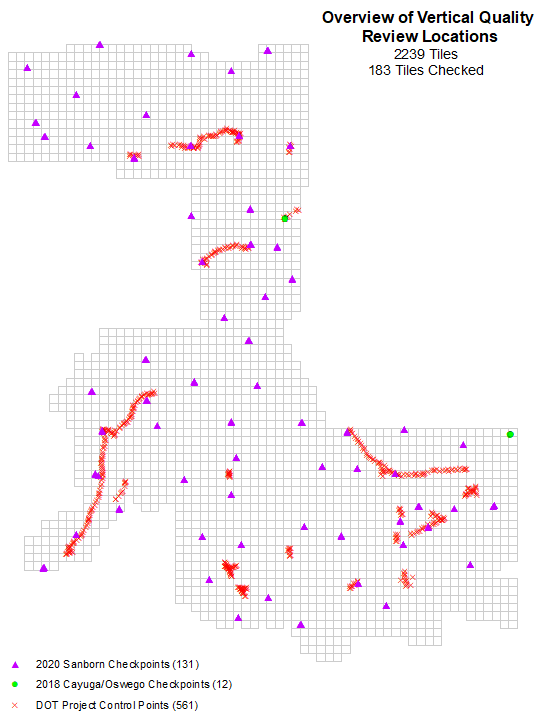 Overview of Vertical Quality
Review Locations
2239 Tiles
183 Tiles Checked
2020 Sanborn Checkpoints (131)
2018 Cayuga/Oswego Checkpoints (12)
DOT Project Control Points (561)